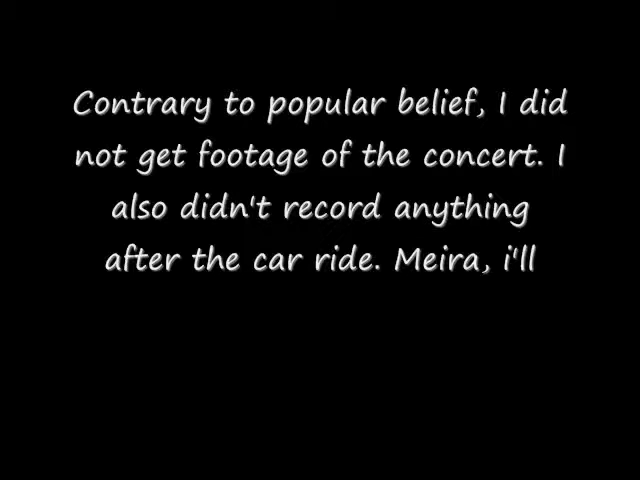 Contrary to popular belief, I did
not get footage of the concert. I
also didn't record anything
after the car ride. Meira, i'll